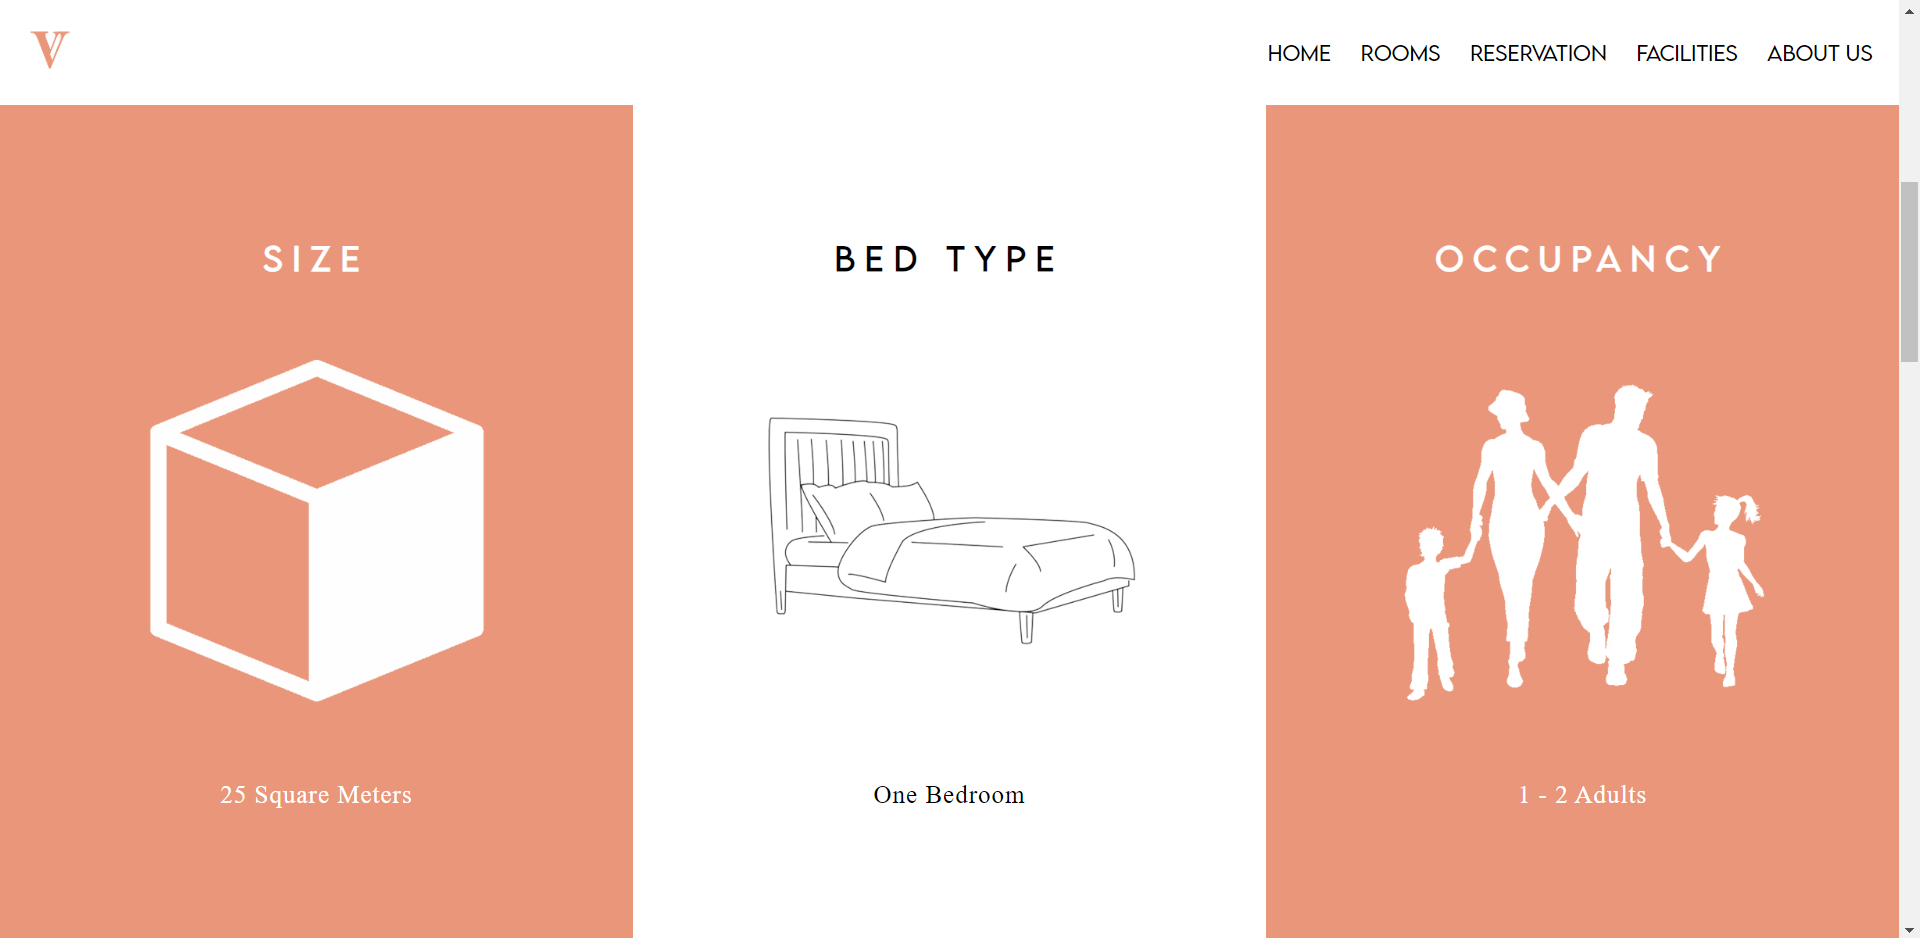 V
HOME ROOMS RESERVATION FACILITIES ABOUT US
SIZE
BED TYPE
OCCUPANCY
25 Square Meters
One Bedroom
1 - 2 Adults